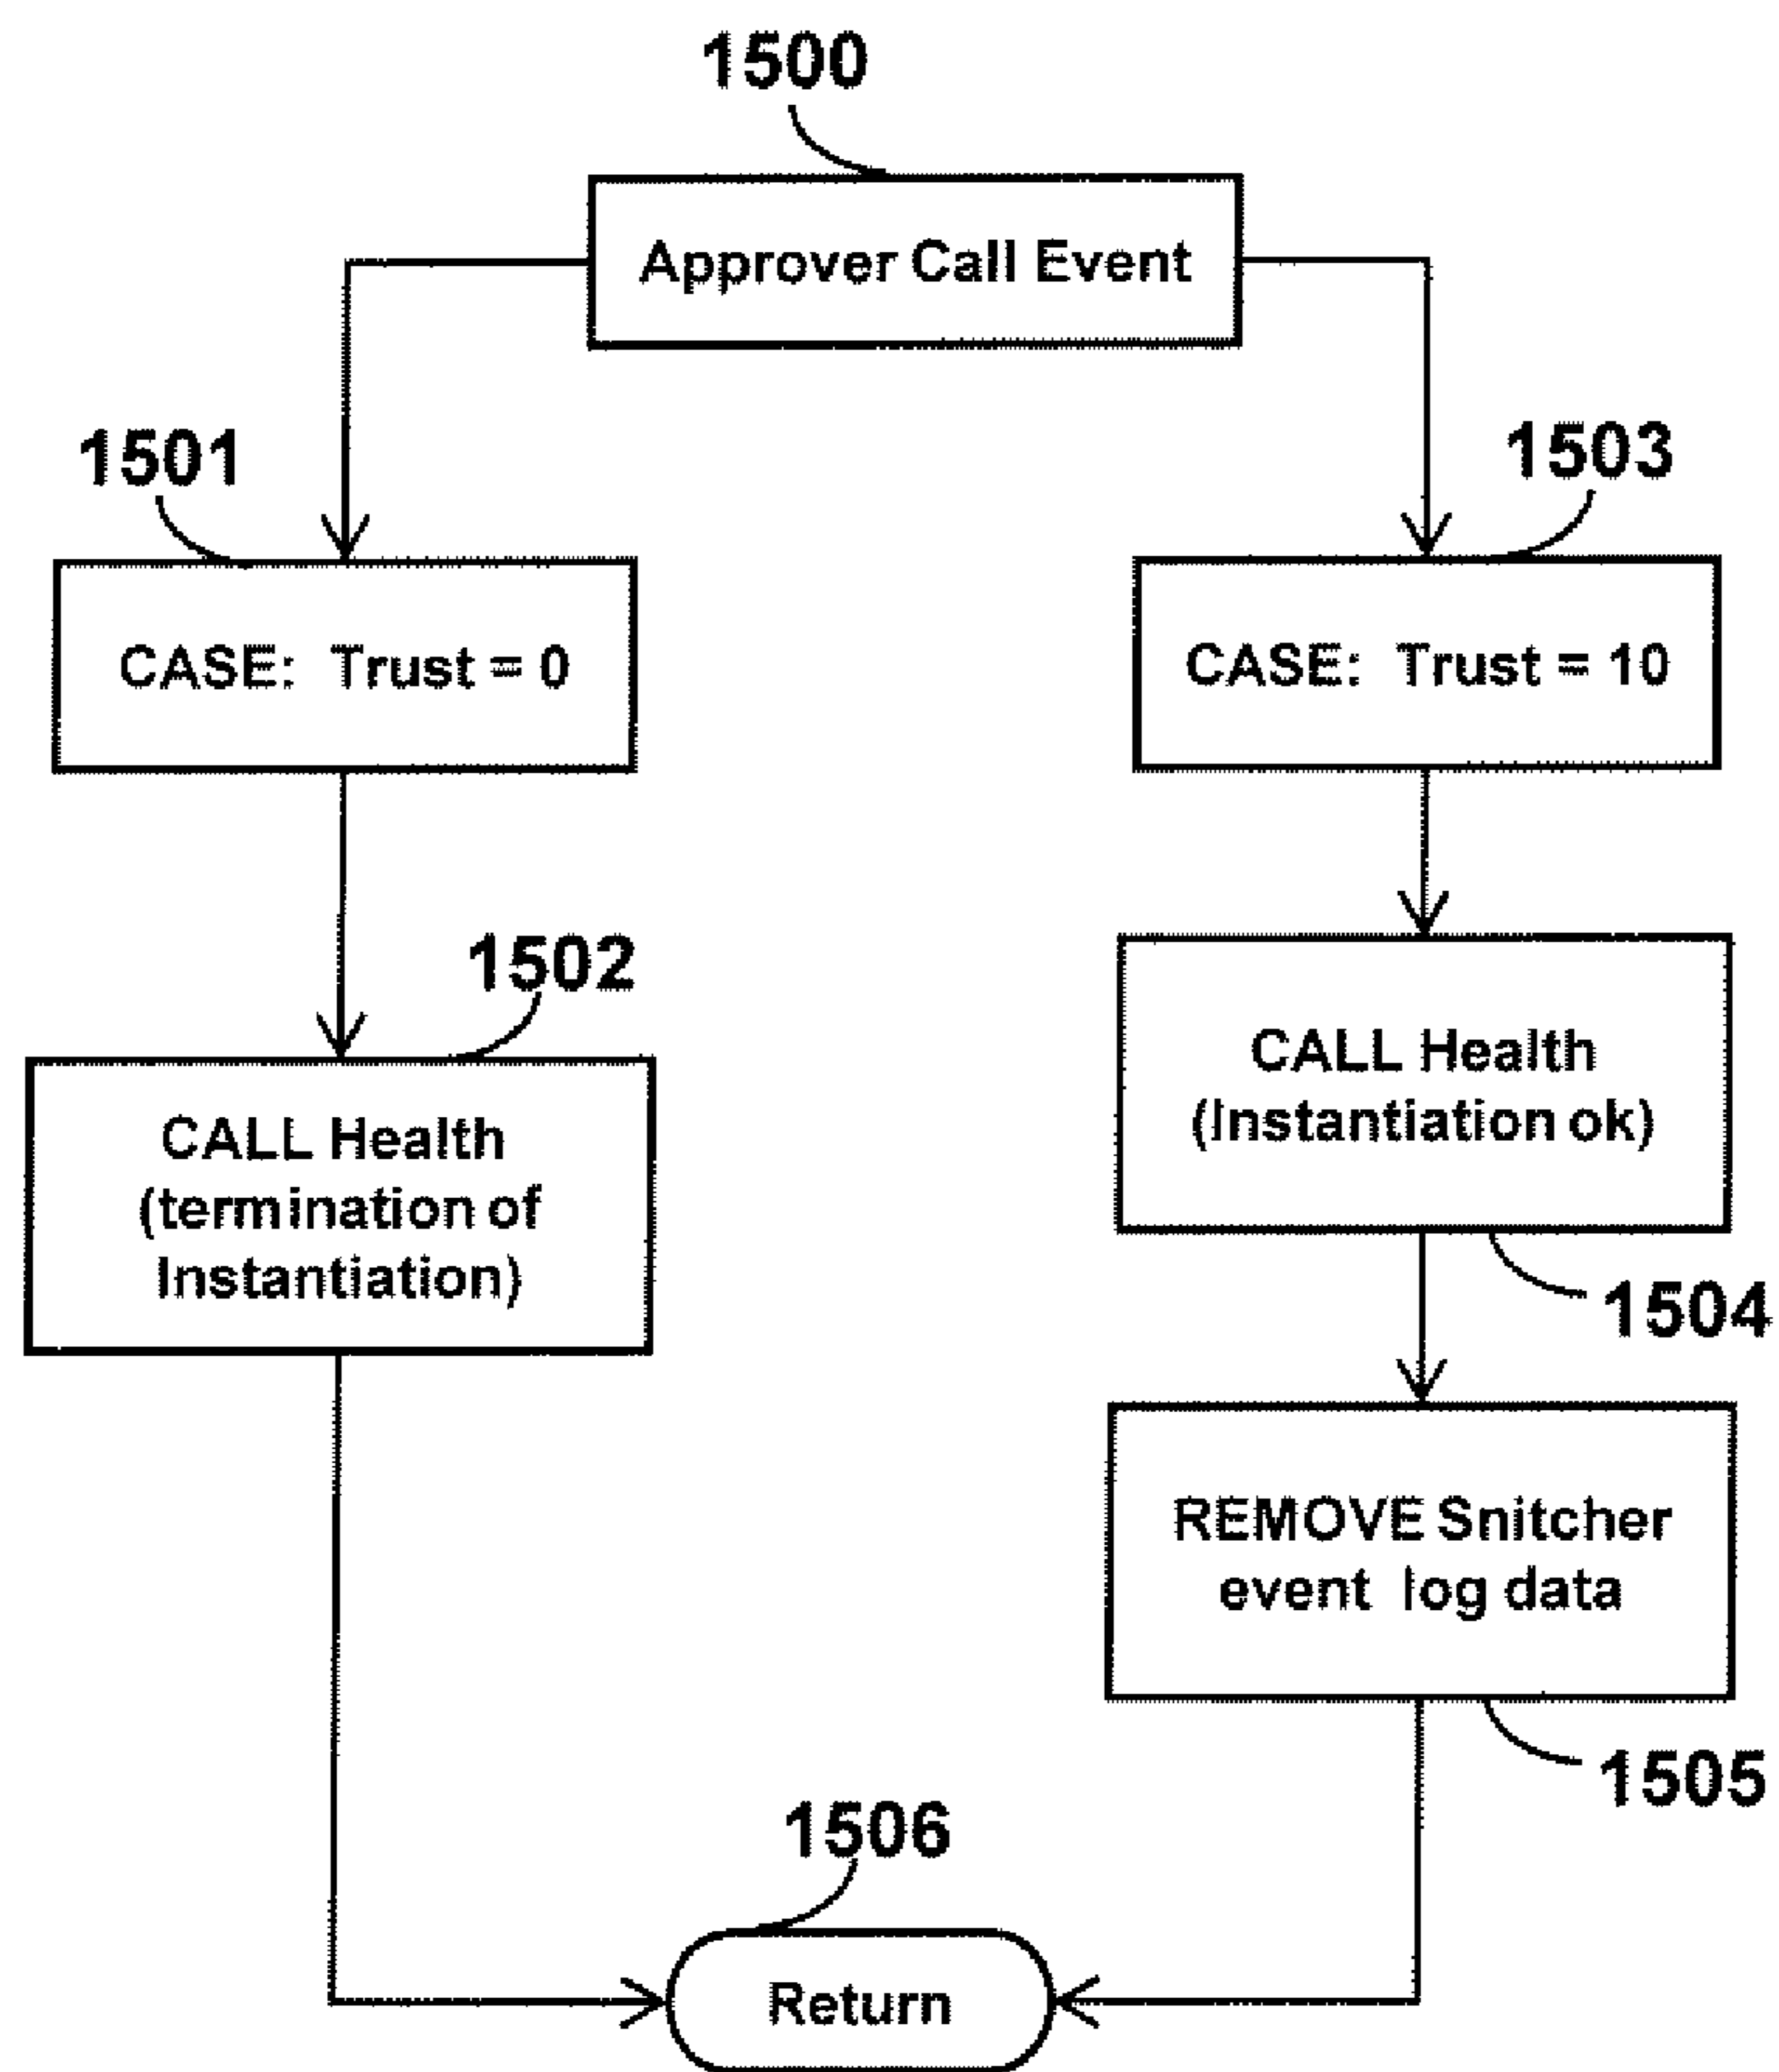 1500
Approver Call Event
1501
1503
CASE: Trust = 0
CASE: Trust = 10
1502
CALL Health
(termination of
Instantiation)
CALL Health
(Instantiation ok)
1504
REMOVE Snitcher
event log data
1505
1506
Return